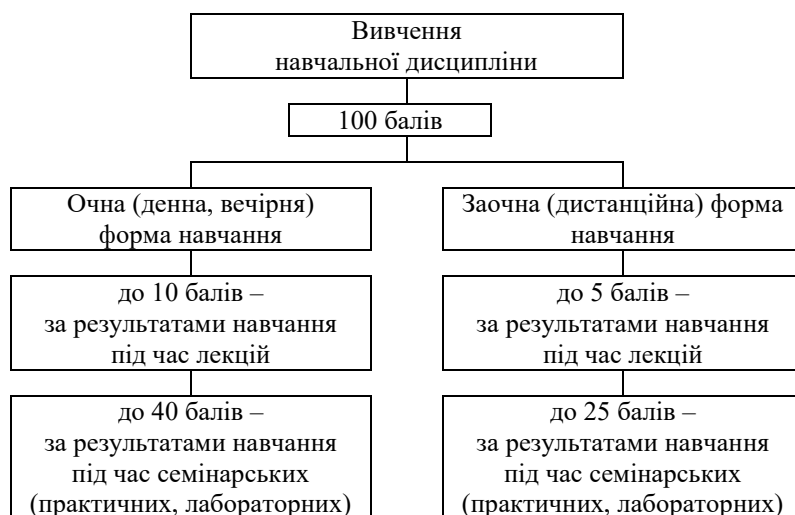 Вивчення
навчальної дисципліни
100 балів
Очна (денна, вечірня)
форма навчання
Заочна (дистанційна) форма
навчання
до 10 балів –
за результатами навчання
під час лекцій
до 5 балів –
за результатами навчання
під час лекцій
до 40 балів –
за результатами навчання
під час семінарських
(практичних, лабораторних)
до 25 балів –
за результатами навчання
під час семінарських
(практичних, лабораторних)